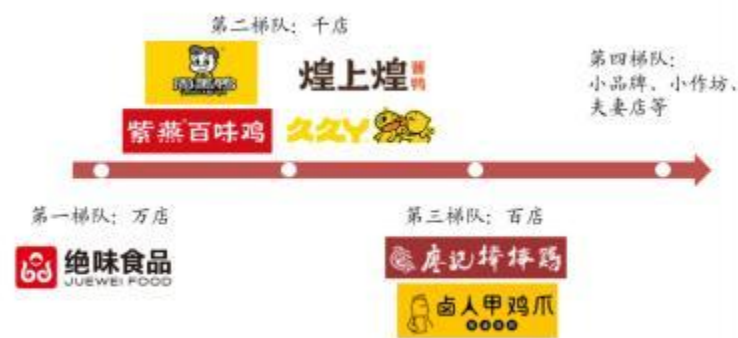 第二梯队：千店
周黑鸭
煌上煌
酱鸭
紫燕百味鸡
久久丫
第四梯队：
小品牌、小作坊、
夫妻店等
第一梯队：万店
绝味食品
JUEWEI FOOD
第三梯队：百店
廖记棒棒鸡
卤人甲鸡爪